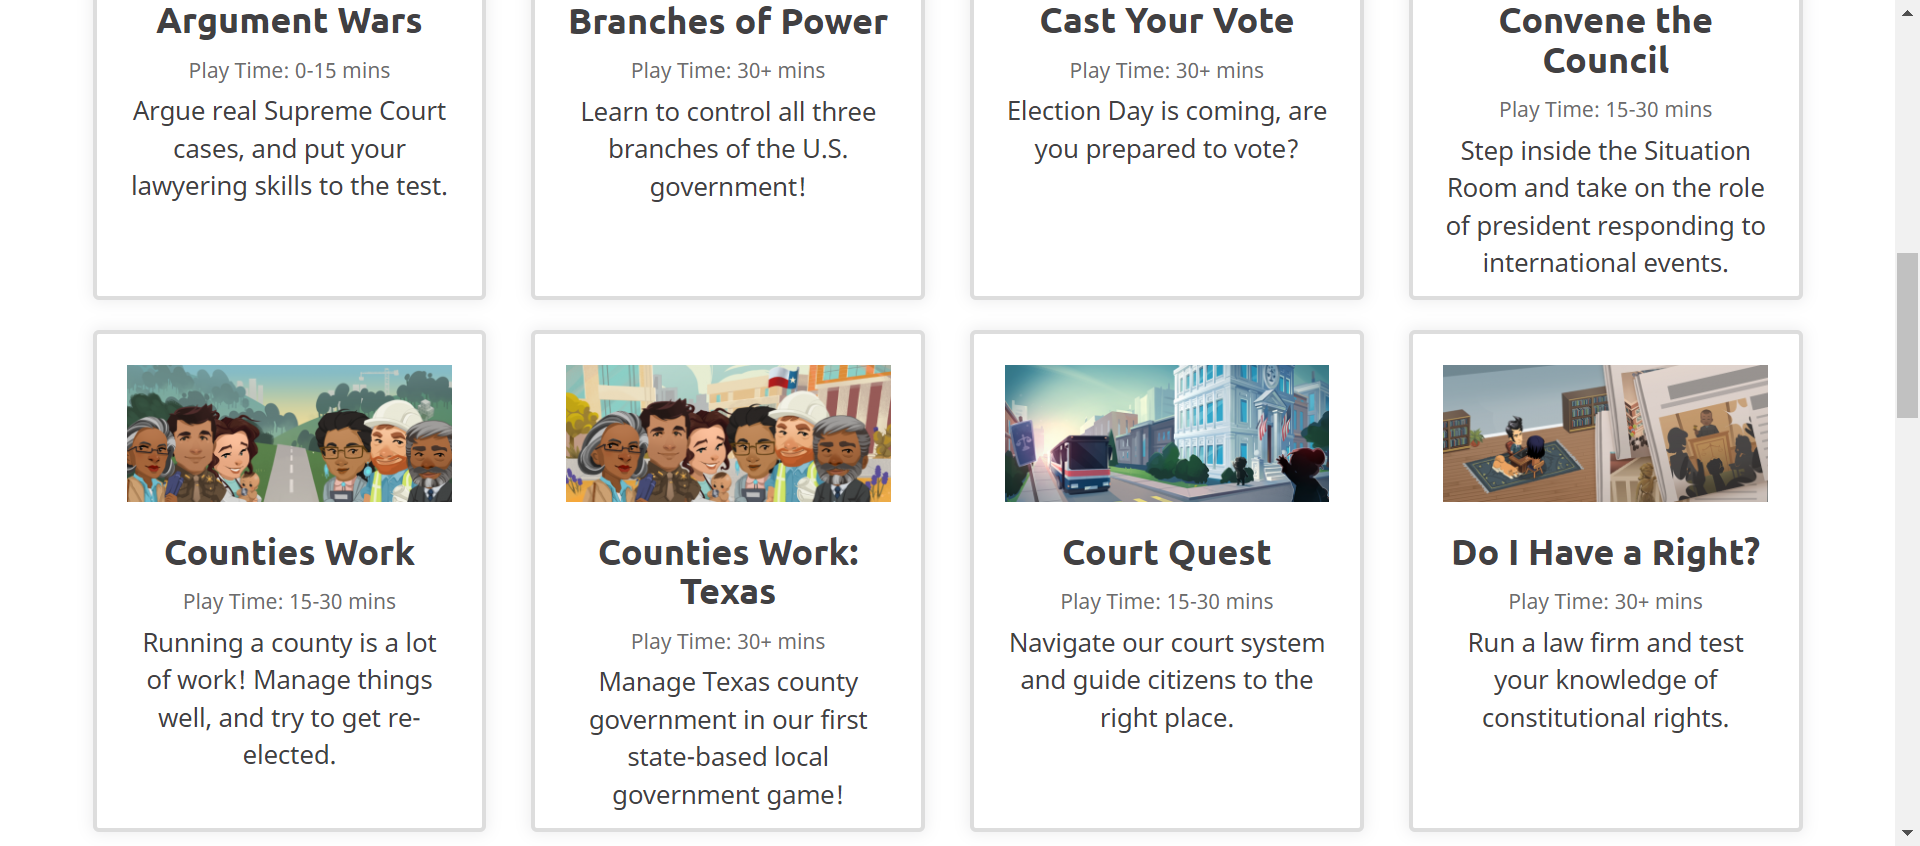 Argument Wars
Play Time: 0-15 mins
Argue real Supreme Court
cases, and put your
lawyering skills to the test.
Branches of Power
Play Time: 30+ mins
Learn to control all three
branches of the U.S.
government!
Cast Your Vote
Play Time: 30+ mins
Election Day is coming, are
you prepared to vote?
Convene the
Council
Play Time: 15-30 mins
Step inside the Situation
Room and take on the role
of president responding to
international events.
Counties Work
Play Time: 15-30 mins
Running a county is a lot
of work! Manage things
well, and try to get re-
elected.
Counties Work:
Texas
Play Time: 30+ mins
Manage Texas county
government in our first
state-based local
government game!
Court Quest
Play Time: 15-30 mins
Navigate our court system
and guide citizens to the
right place.
Do I Have a Right?
Play Time: 30+ mins
Run a law firm and test
your knowledge of
constitutional rights.